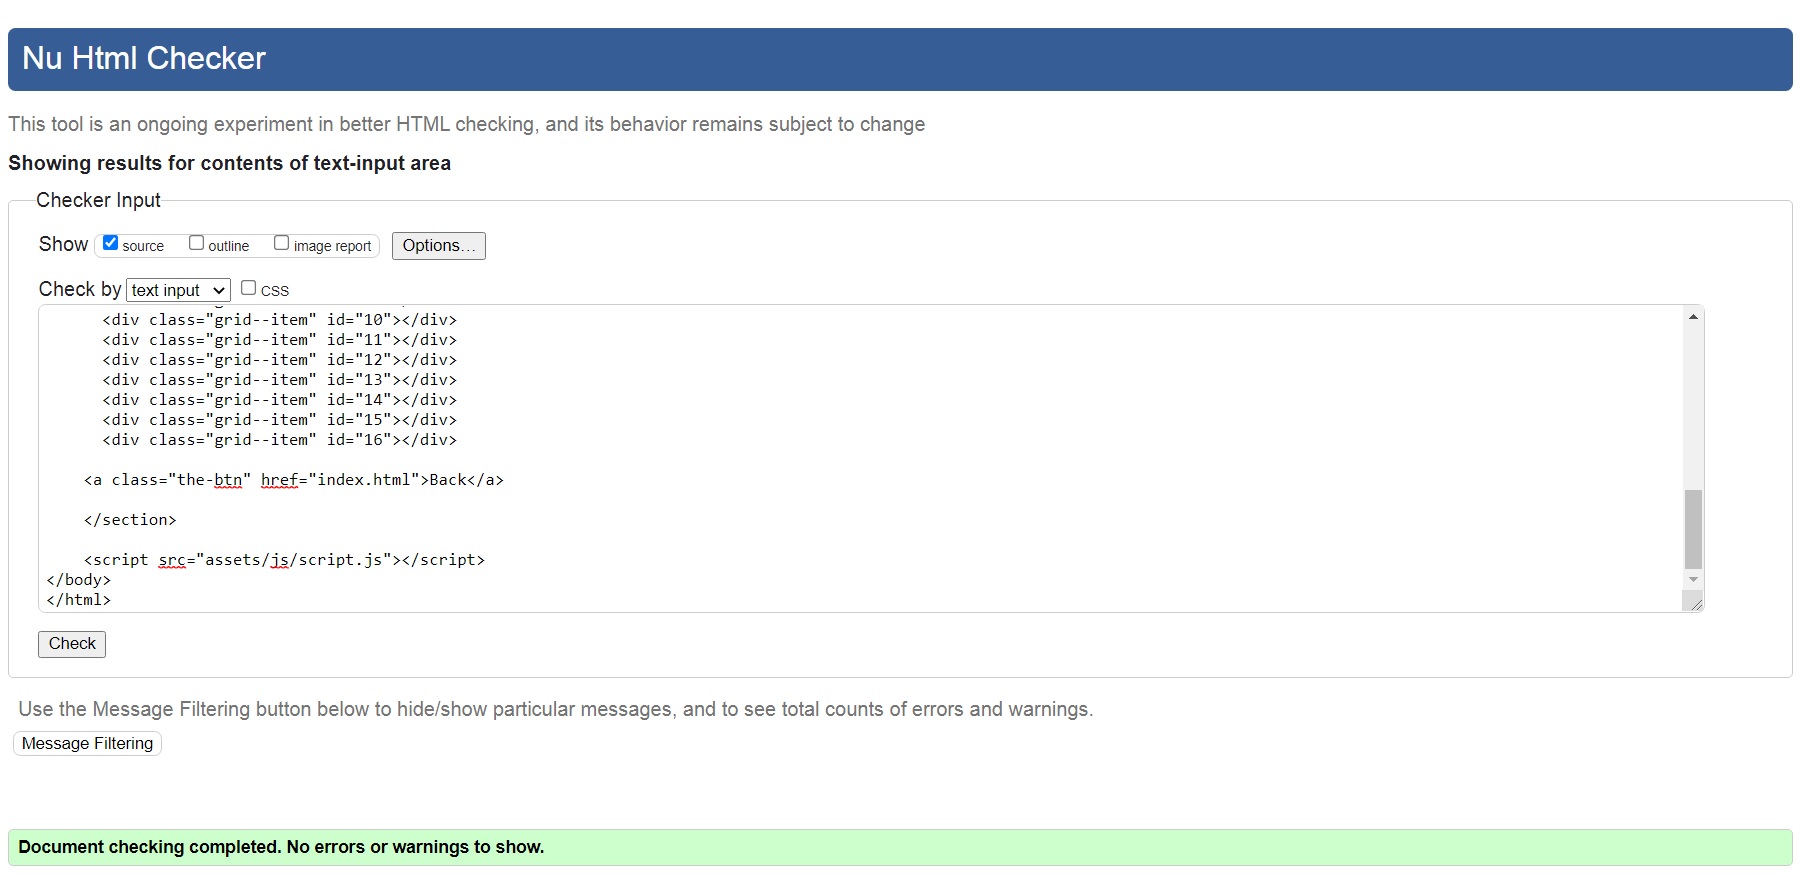 Nu Html Checker
This tool is an ongoing experiment in better HTML checking, and its behavior remains subject to change
Showing results for contents of text-input area
Checker Input
Show source outline image report Options...
Check by text input CSS
<div class="grid--item" id="10"></div>
<div class="grid--item" id="11"></div>
<div class="grid--item" id="12"></div>
<div class="grid--item" id="13"></div>
<div class="grid--item" id="14"></div>
<div class="grid--item" id="15"></div>
<div class="grid--item" id="16"></div>
<a class="the-btn" href="index.html">Back</a>
</section>
<script src="assets/js/script.js"></script>
</body>
</html>
Check
Use the Message Filtering button below to hide/show particular messages, and to see total counts of errors and warnings.
Message Filtering
Document checking completed. No errors or warnings to show.